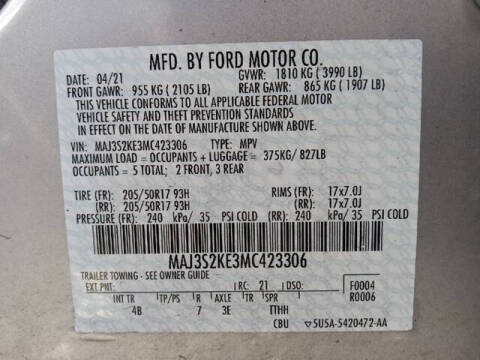 MFD. BY FORD MOTOR CO.
DATE: 04/21 GVWR: 1810 KG ( 3990 LB)
FRONT GAWR: 955 KG ( 2105 LB) REAR GAWR: 865 KG ( 1907 LB)
THIS VEHICLE CONFORMS TO ALL APPLICABLE FEDERAL MOTOR
VEHICLE SAFETY AND THEFT PREVENTION STANDARDS
IN EFFECT ON THE DATE OF MANUFACTURE SHOWN ABOVE.
VIN: MAJ3S2KE3MC423306 TYPE: MPV
MAXIMUM LOAD = OCCUPANTS + LUGGAGE = 375KG/ 827LB
OCCUPANTS = 5 TOTAL; 2 FRONT, 3 REAR
TIRE (FR): 205/50R17 93H RIMS (FR): 17x7.0J
(RR): 205/50R17 93H (RR): 17x7.0J
PRESSURE (FR): 240 kPa/ 35 PSI COLD (RR): 240 kPa/ 35 PSI COLD
MAJ3S2KE3MC423306
TRAILER TOWING - SEE OWNER GUIDE
EXT PNT: RC: 21 DSO: F0004
R0006
INT TR TP/PS R AXLE TR SPR
4B 7 3E TTHH
CBU 5U5A-5420472-AA